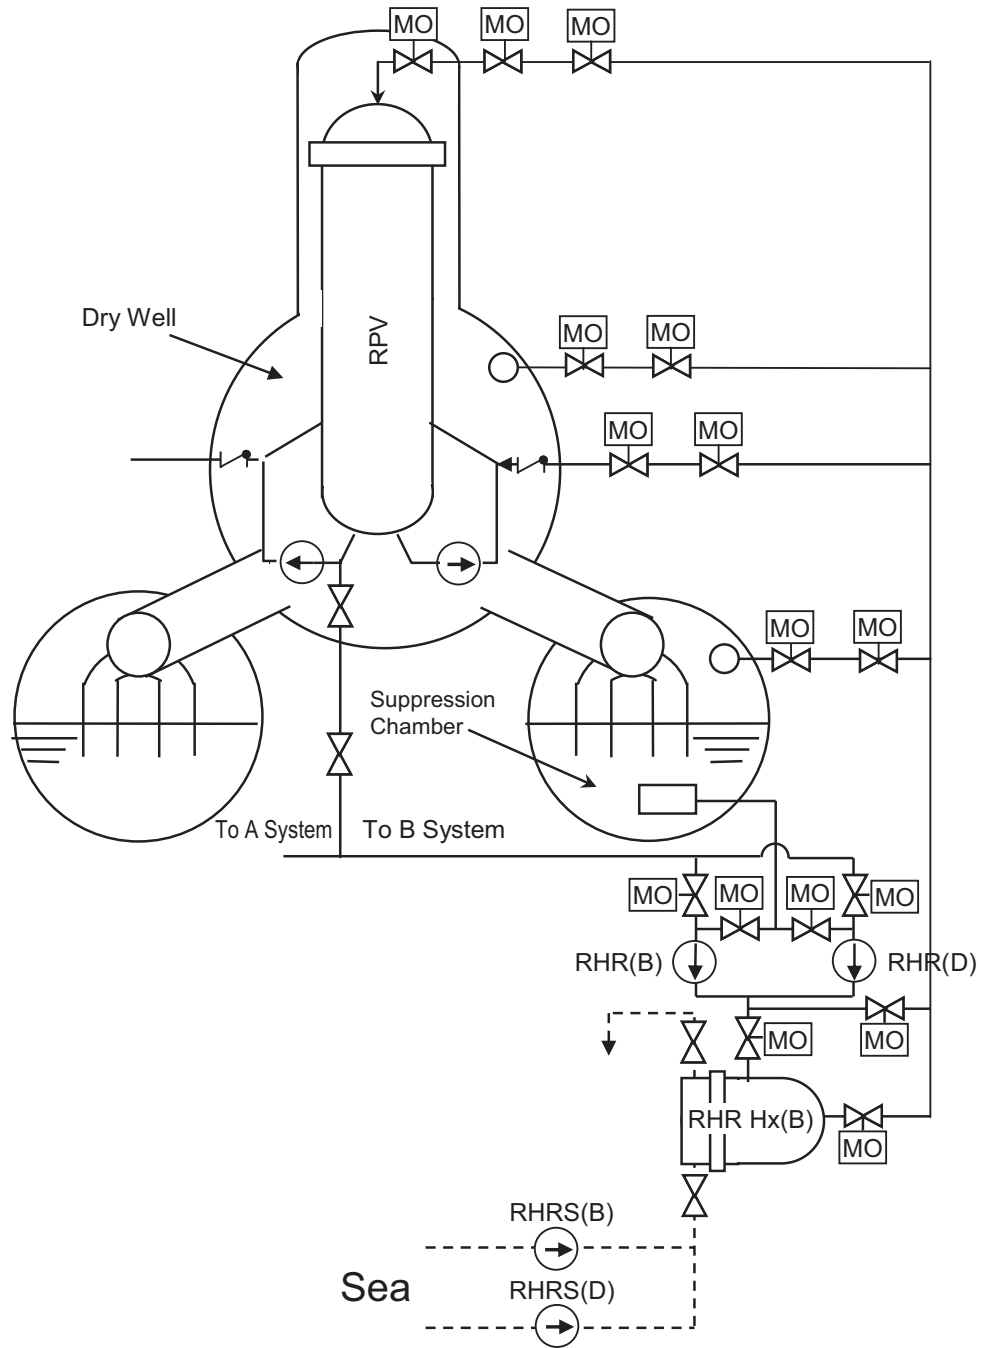 MO
MO
MO
Dry Well
RPV
MO
MO
MO
MO
MO
MO
Suppression
Chamber
To A System
To B System
MO
MO
MO
MO
RHR(B)
RHR(D)
MO
MO
RHR Hx(B)
MO
RHRS(B)
Sea
RHRS(D)